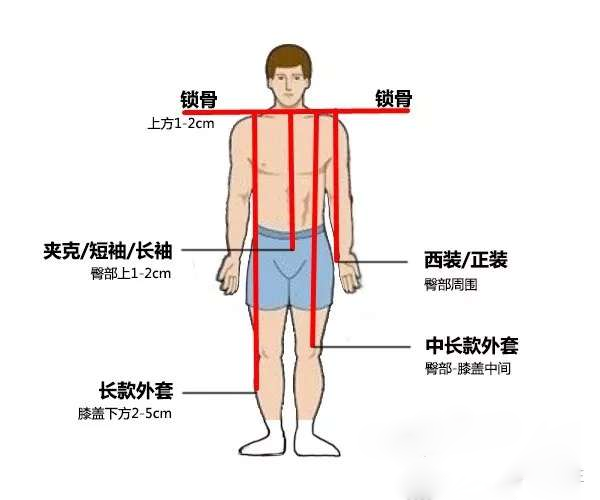 锁骨
锁骨
上方1-2cm
夹克/短袖/长袖
臀部上1-2cm
西装/正装
臀部周围
中长款外套
臀部-膝盖中间
长款外套
膝盖下方2-5cm